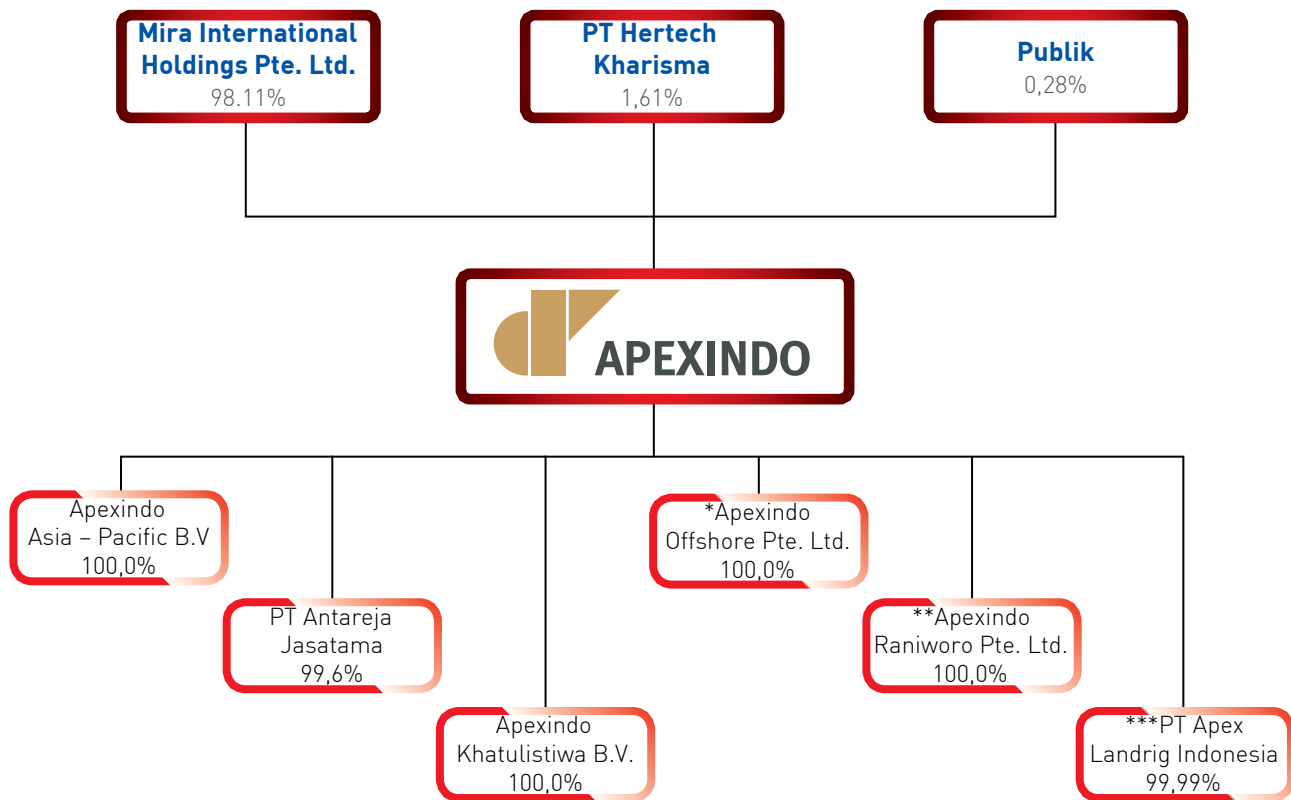 Mira International
Holdings Pte. Ltd.
98.11%
PT Hertech
Kharisma
1,61%
Publik
0,28%
APEXINDO
Apexindo
Asia – Pacific B.V
100,0%
PT Antareja
Jasatama
99,6%
Apexindo
Khatulistiwa B.V.
100,0%
*Apexindo
Offshore Pte. Ltd.
100,0%
**Apexindo
Raniworo Pte. Ltd.
100,0%
***PT Apex
Landrig Indonesia
99,99%